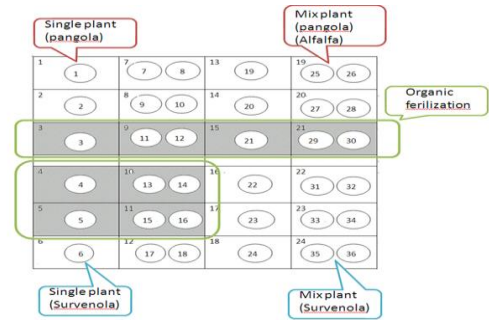 Single plant
(pangola)
Mix plant
(pangola)
(Alfalfa)
Organic
ferilization
1 1 7 7 8 13 19 19 25 26
2 2 8 9 10 14 20 20 27 28
3 3 9 11 12 15 21 21 29 30
4 4 10 13 14 16 22 22 31 32
5 5 11 15 16 17 23 23 33 34
6 6 12 17 18 18 24 24 35 36
Single plant
(Survenola)
Mix plant
(Survenola)